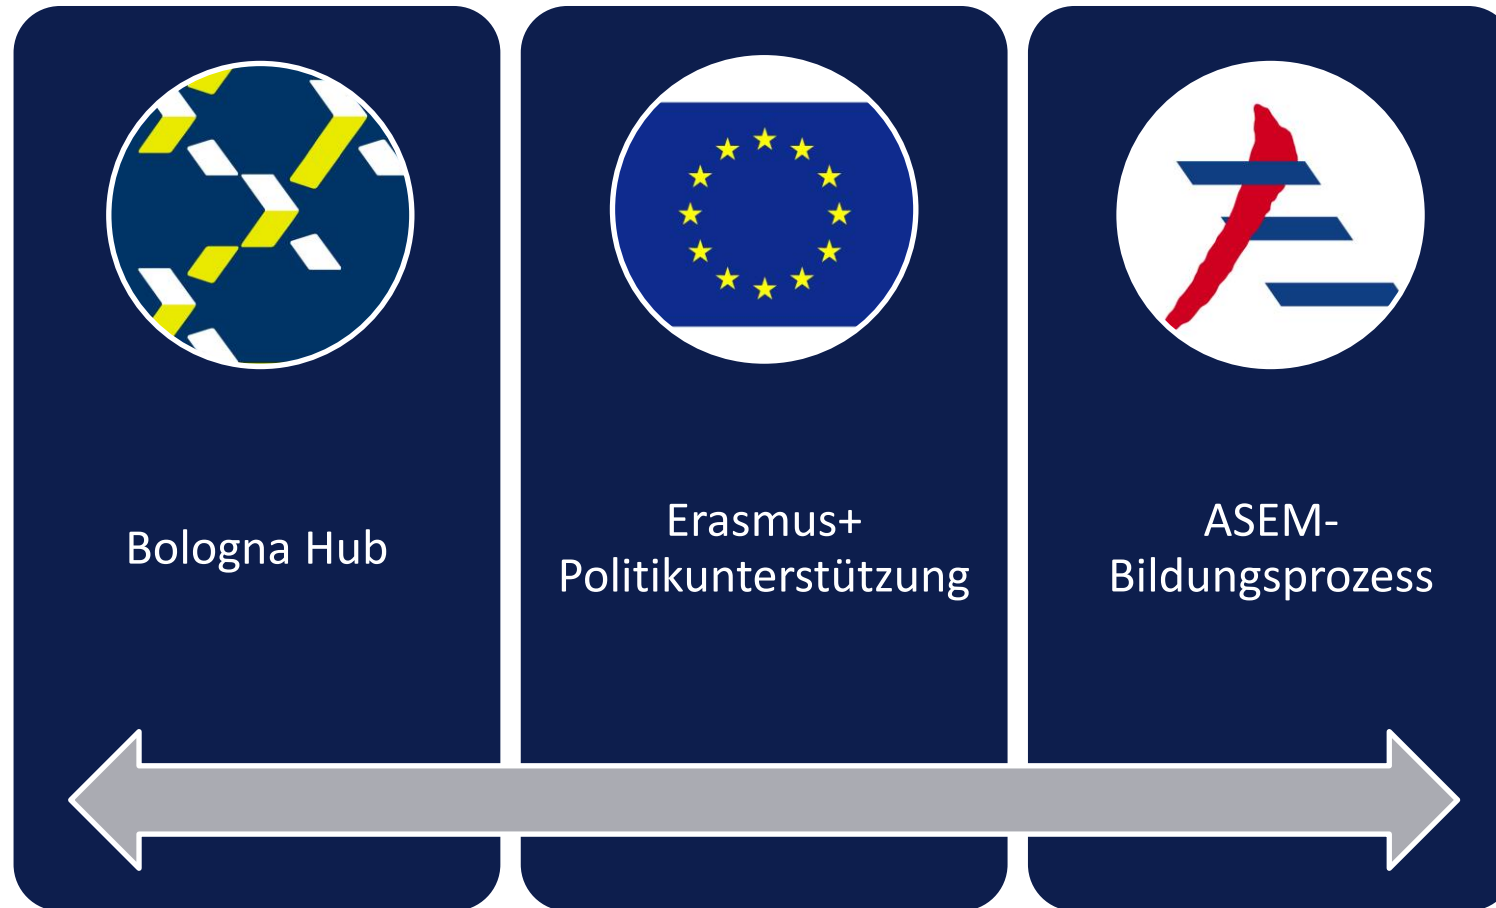 Bologna Hub
Erasmus+
Politikunterstützung
ASEM-
Bildungsprozess